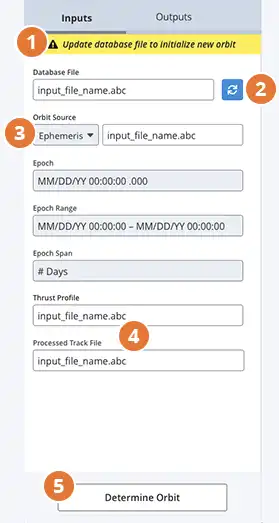 Inputs Outputs
1 Update database file to initialize new orbit
Database File
input_file_name.abc 2
Orbit Source
3 Ephemeris input_file_name.abc
Epoch
MM/DD/YY 00:00:00 .000
Epoch Range
MM/DD/YY 00:00:00 – MM/DD/YY 00:00:00
Epoch Span
# Days
Thrust Profile
input_file_name.abc
4
Processed Track File
input_file_name.abc
5
Determine Orbit